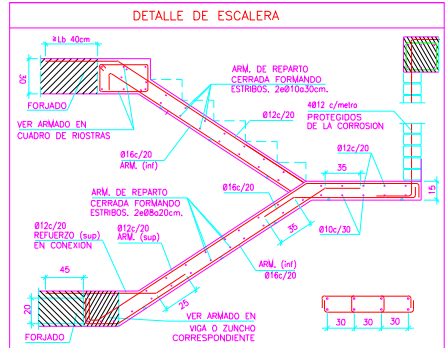 DETALLE DE ESCALERA
≥Lb 40cm
30
FORJADO
VER ARMADO EN
CUADRO DE RIOSTRAS
ARM. DE REPARTO
CERRADA FORMANDO
ESTRIBOS. 2eØ10a30cm.
Ø12c/20
4Ø12 c/metro
PROTEGIDOS
DE LA CORROSION
Ø16c/20
ARM. (inf)
Ø12c/20
35
Ø16c/20
15
ARM. DE REPARTO
CERRADA FORMANDO
ESTRIBOS. 2eØ8a20cm.
Ø12c/20
REFUERZO (sup)
EN CONEXION
Ø12c/20
ARM. (sup)
Ø10c/30
35
ARM. (inf)
Ø16c/20
45
25
20
FORJADO
VER ARMADO EN
VIGA O ZUNCHO
CORRESPONDIENTE
30 30 30